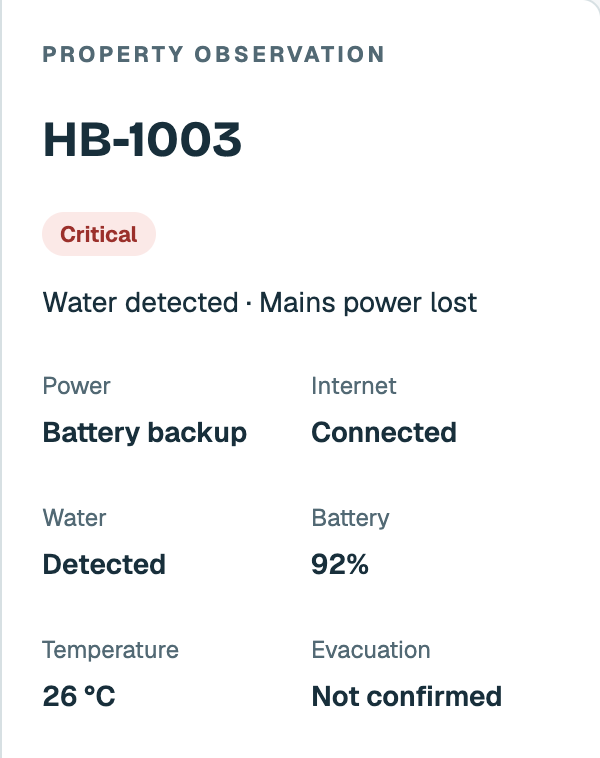 PROPERTY OBSERVATION
HB-1003
Critical
Water detected · Mains power lost
Power
Internet
Battery backup
Connected
Water
Battery
Detected
92%
Temperature
Evacuation
26 °C
Not confirmed